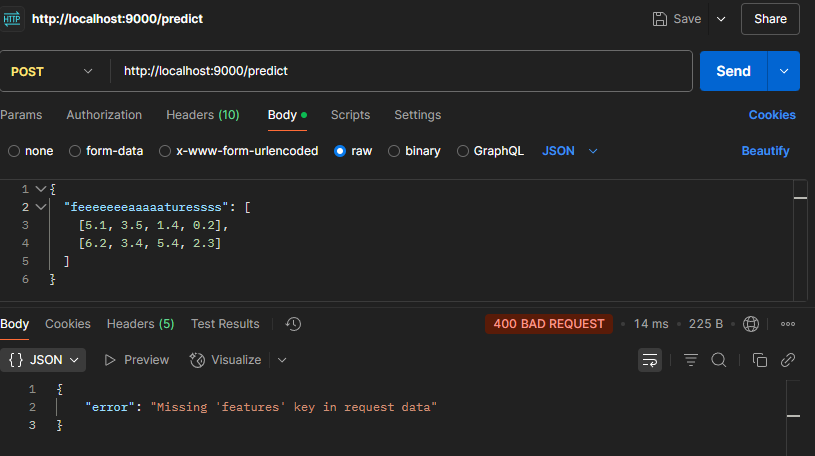 HTTP http://localhost:9000/predict Save Share
POST http://localhost:9000/predict Send
Params Authorization Headers (10) Body Scripts Settings Cookies
none form-data x-www-form-urlencoded raw binary GraphQL JSON Beautify
1 {
2 "feeeeeeeaaaaaturessss": [
3 [5.1, 3.5, 1.4, 0.2],
4 [6.2, 3.4, 5.4, 2.3]
5 ]
6 }
Body Cookies Headers (5) Test Results 400 BAD REQUEST 14 ms 225 B
{} JSON Preview Visualize
1 {
2 "error": "Missing 'features' key in request data"
3 }